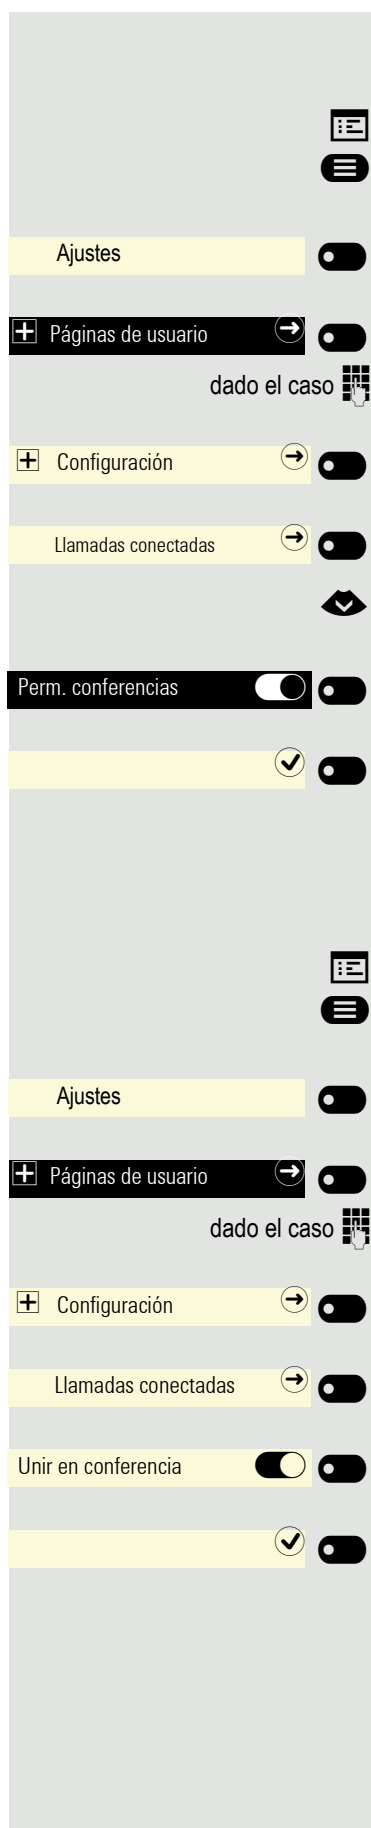 Ajustes
Páginas de usuario
dado el caso
Configuración
Llamadas conectadas
Perm. conferencias
Ajustes
Páginas de usuario
dado el caso
Configuración
Llamadas conectadas
Unir en conferencia